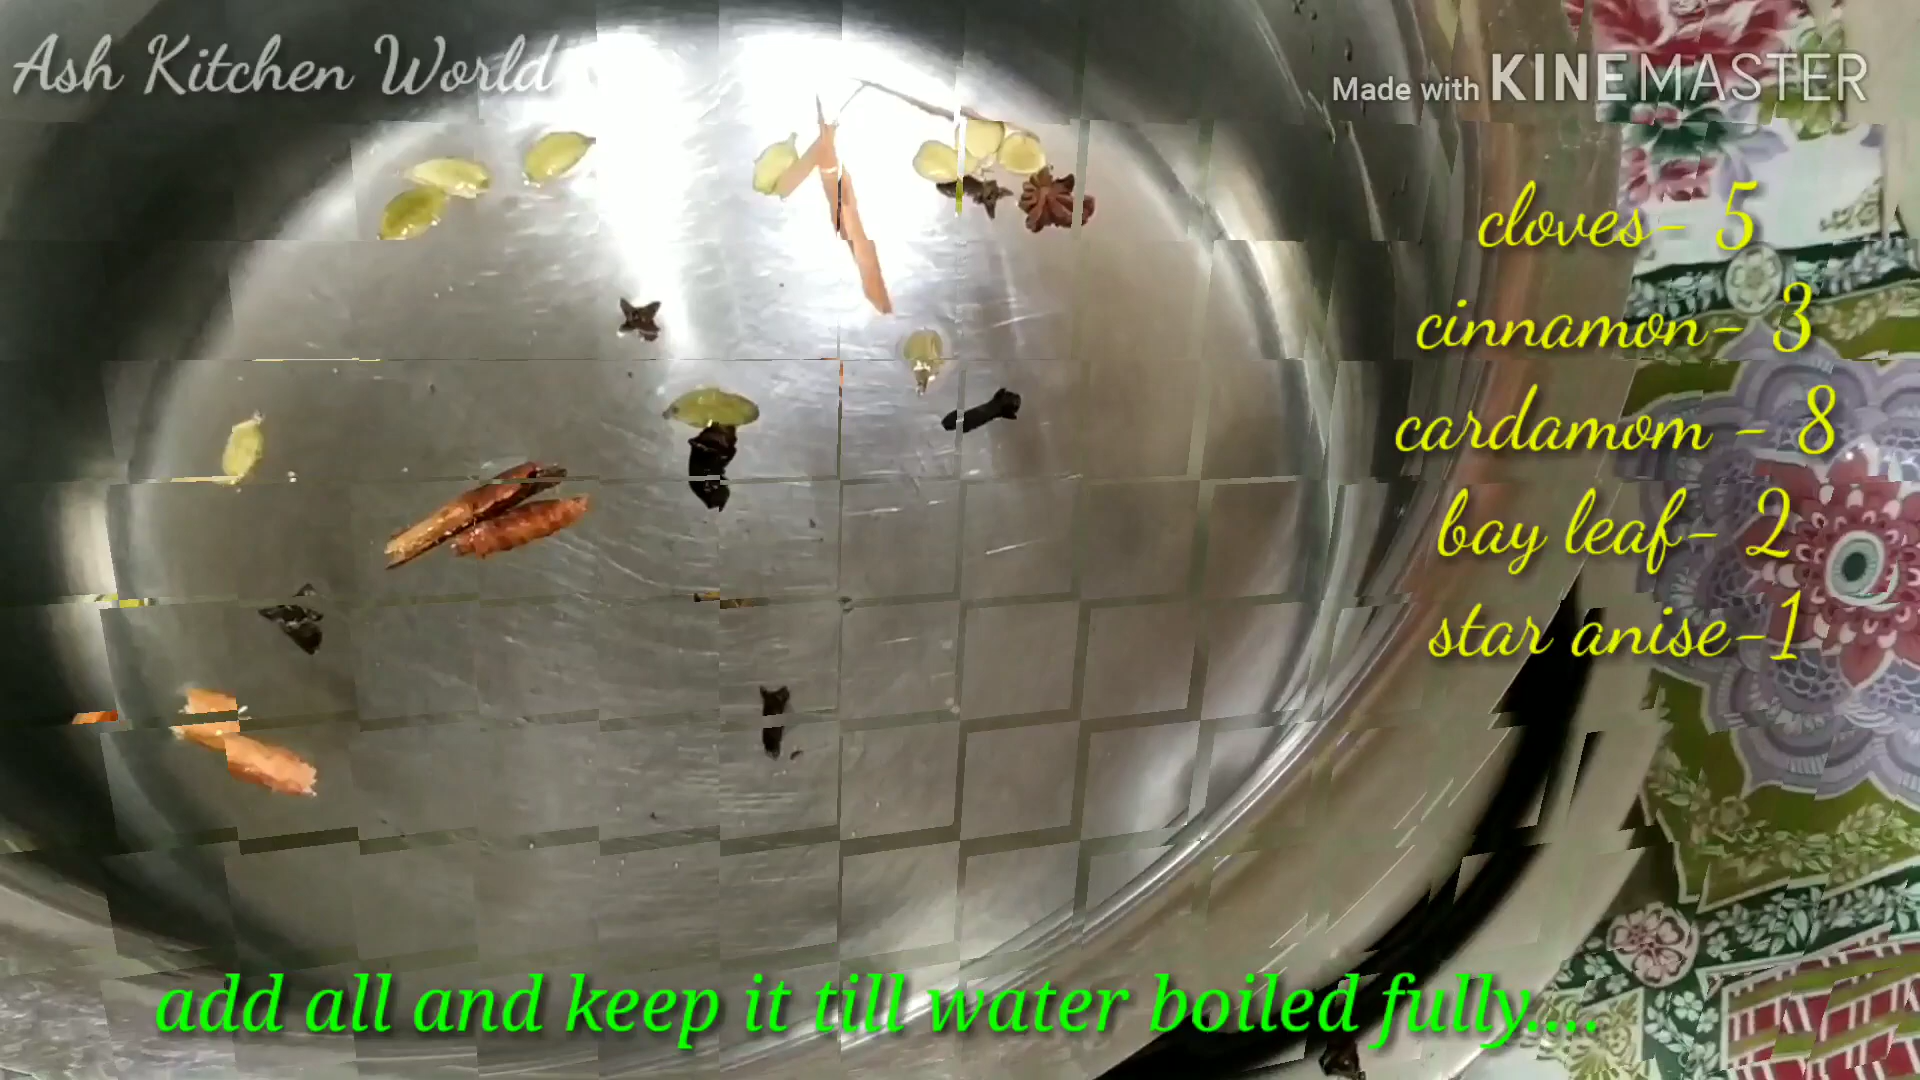 Ash Kitchen World
Made with KINEMASTER
cloves- 5
cinnamon- 3
cardamom - 8
bay leaf- 2
star anise-1
add all and keep it till water boiled fully....